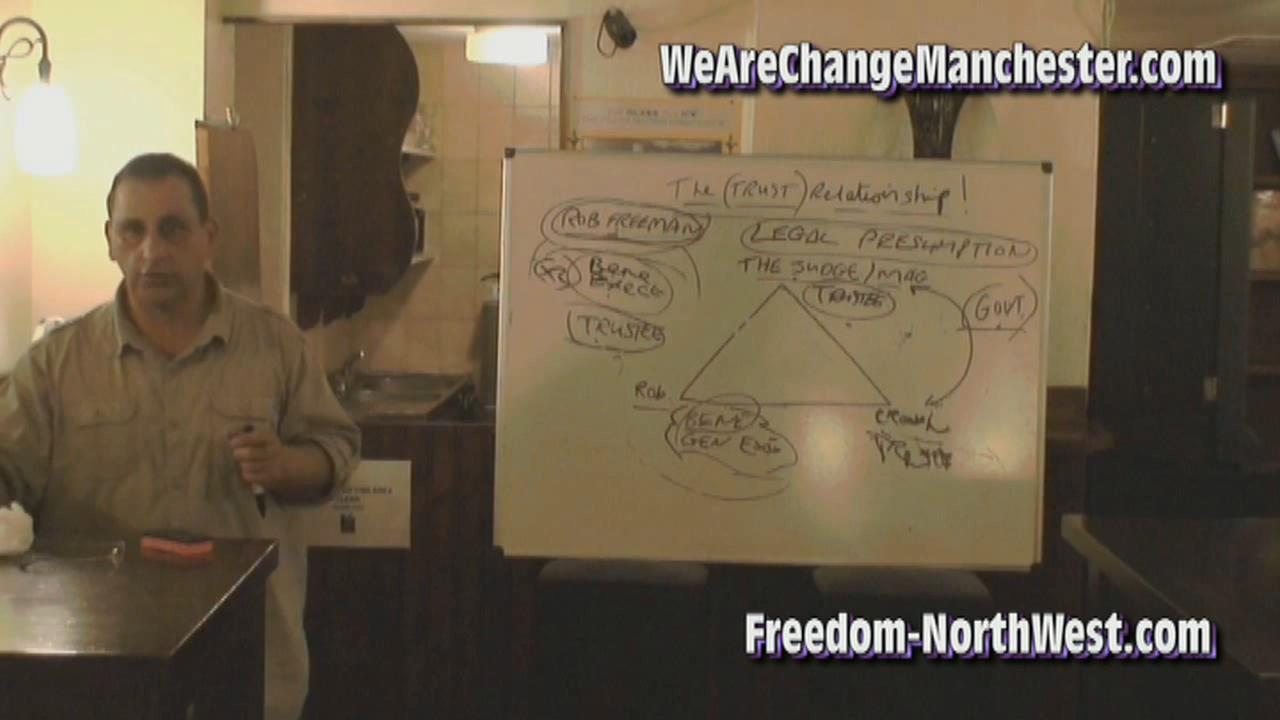 WeAreChangeManchester.com
The (TRUST) Relationship!
ROB FREEMAN
LEGAL PRESUMPTION
THE JUDGE/MAG
TRUSTEE
GOVT.
BENE
TRUSTEE
Rob
BENE
GEN EXEC
CROWN
Freedom-NorthWest.com